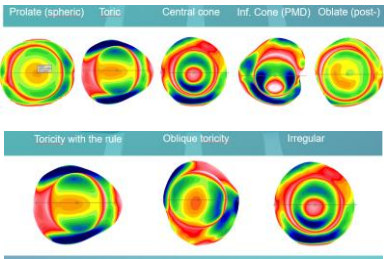 Prolate (spheric) Toric Central cone Inf. Cone (PMD) Oblate (post-)
Toricity with the rule Oblique toricity Irregular